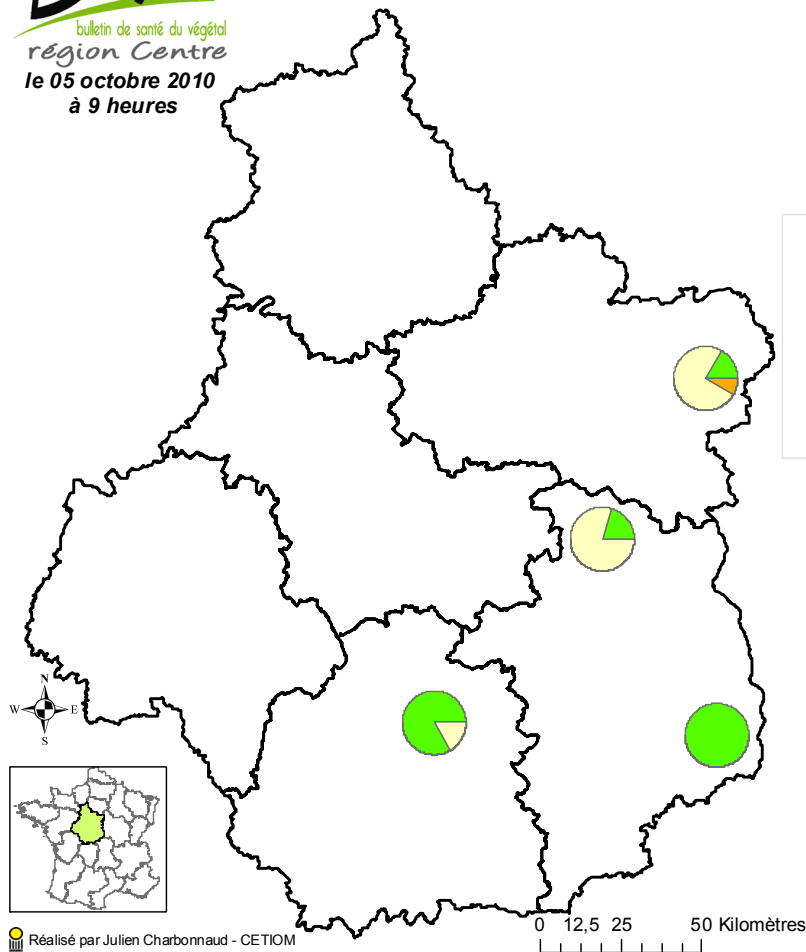 bulletin de santé du végétal
région Centre
le 05 octobre 2010
à 9 heures
N
W E
S
Réalisé par Julien Charbonnaud - CETIOM
0 12,5 25 50 Kilomètres